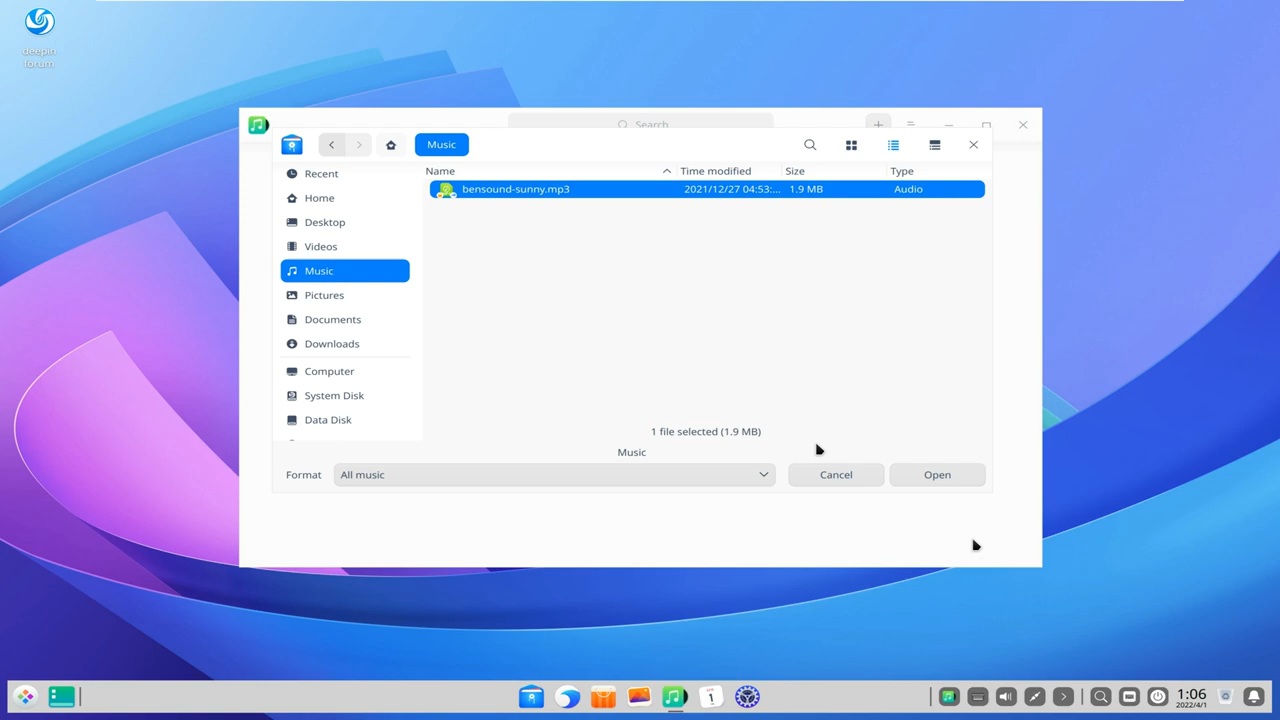 deepin
forum
Search
Music
Recent
Home
Desktop
Videos
Music
Pictures
Documents
Downloads
Computer
System Disk
Data Disk
Name Time modified Size Type
bensound-sunny.mp3 2021/12/27 04:53:... 1.9 MB Audio
1 file selected (1.9 MB)
Music
Format All music Cancel Open
1
1:06
2022/4/1